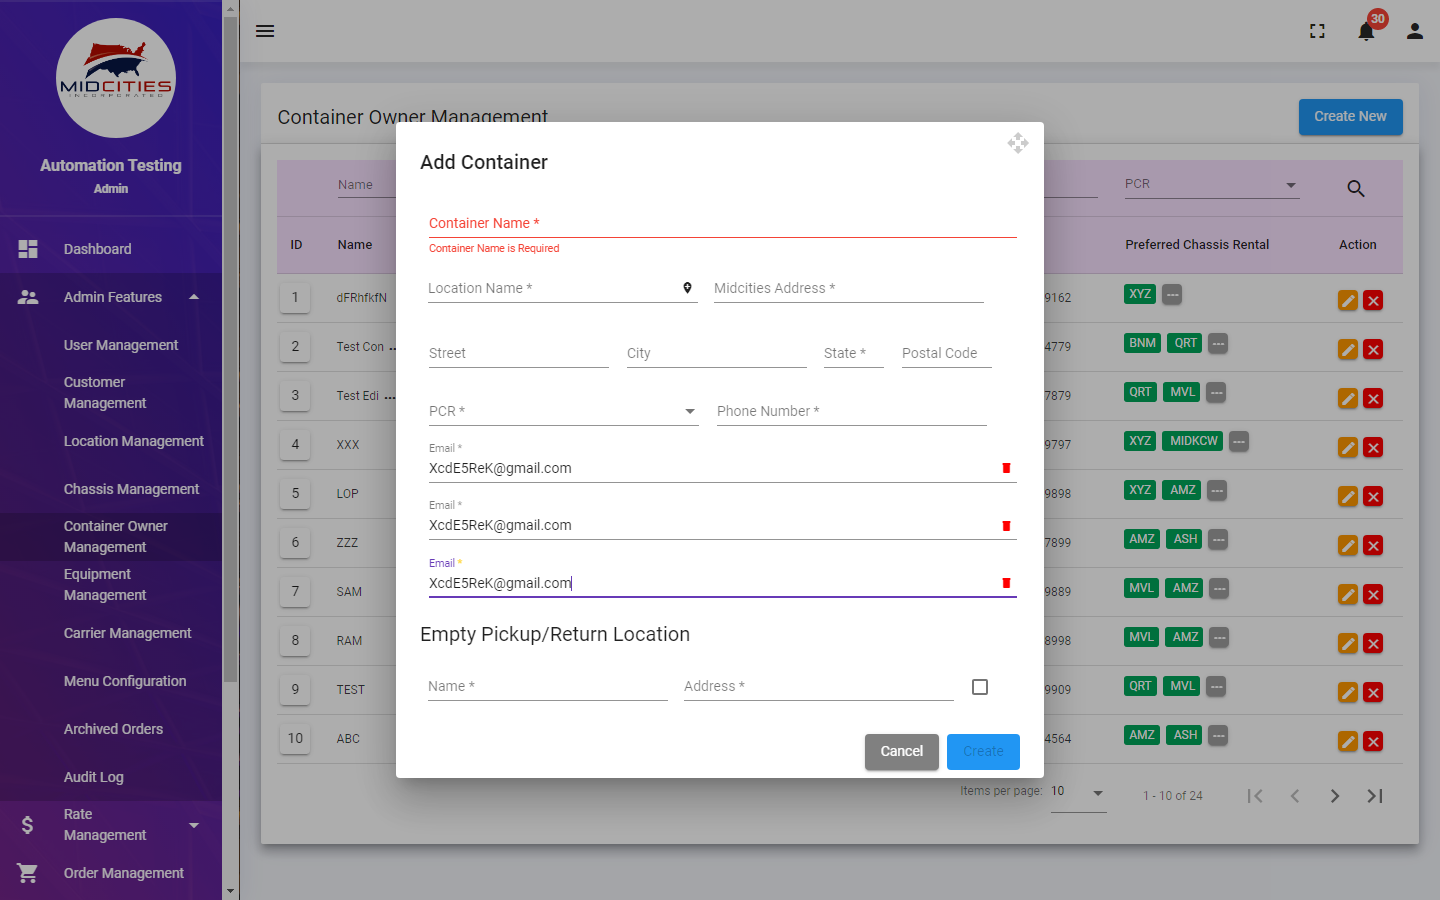 MIDCITIES
INCORPORATED
Automation Testing
Admin
Dashboard
Admin Features
User Management
Customer
Management
Location Management
Chassis Management
Container Owner
Management
Equipment
Management
Carrier Management
Menu Configuration
Archived Orders
Audit Log
Rate
Management
Order Management
30
Container Owner Management
Create New
Name
PCR
ID
Name
Preferred Chassis Rental
Action
1
dFRhfkfN
9162
XYZ
---
2
Test Con ...
4779
BNM
QRT
---
3
Test Edi ...
7879
QRT
MVL
---
4
XXX
9797
XYZ
MIDKCW
---
5
LOP
9898
XYZ
AMZ
---
6
ZZZ
7899
AMZ
ASH
---
7
SAM
9889
MVL
AMZ
---
8
RAM
8998
MVL
AMZ
---
9
TEST
9909
QRT
MVL
---
10
ABC
4564
AMZ
ASH
---
Items per page:
10
1 - 10 of 24
Add Container
Container Name *
Container Name is Required
Location Name *
Midcities Address *
Street
City
State *
Postal Code
PCR *
Phone Number *
Email *
XcdE5ReK@gmail.com
Email *
XcdE5ReK@gmail.com
Email *
XcdE5ReK@gmail.com
Empty Pickup/Return Location
Name *
Address *
Cancel
Create